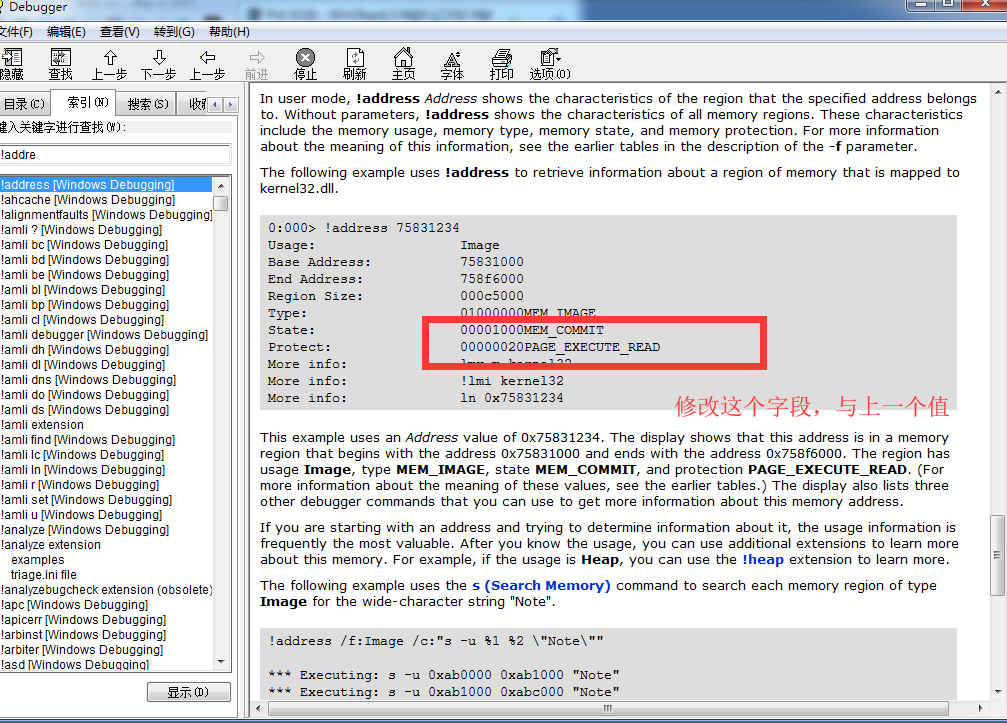 Debugger
文件(F) 编辑(E) 查看(V) 转到(G) 帮助(H)
隐藏 查找 上一步 下一步 上一步 前进 停止 刷新 主页 字体 打印 选项(O)
目录(C) 索引(N) 搜索(S)
键入关键字进行查找(W):
!addre
!address [Windows Debugging]
!ahcache [Windows Debugging]
!alignmentfaults [Windows Debugging]
!amli ? [Windows Debugging]
!amli bc [Windows Debugging]
!amli bd [Windows Debugging]
!amli be [Windows Debugging]
!amli bl [Windows Debugging]
!amli bp [Windows Debugging]
!amli cl [Windows Debugging]
!amli debugger [Windows Debugging]
!amli dh [Windows Debugging]
!amli dl [Windows Debugging]
!amli dns [Windows Debugging]
!amli do [Windows Debugging]
!amli ds [Windows Debugging]
!amli extension
!amli find [Windows Debugging]
!amli lc [Windows Debugging]
!amli ln [Windows Debugging]
!amli r [Windows Debugging]
!amli set [Windows Debugging]
!amli u [Windows Debugging]
!analyze [Windows Debugging]
!analyze extension
examples
triage.ini file
!analyzebugcheck extension (obsolete)
!apc [Windows Debugging]
!apicerr [Windows Debugging]
!arbinst [Windows Debugging]
!arbiter [Windows Debugging]
!asd [Windows Debugging]
显示(D)
In user mode, !address Address shows the characteristics of the region that the specified address belongs
to. Without parameters, !address shows the characteristics of all memory regions. These characteristics
include the memory usage, memory type, memory state, and memory protection. For more information
about the meaning of this information, see the earlier tables in the description of the -f parameter.
The following example uses !address to retrieve information about a region of memory that is mapped to
kernel32.dll.
0:000> !address 75831234
Usage: Image
Base Address: 75831000
End Address: 758f6000
Region Size: 000c5000
Type: 01000000MEM_IMAGE
State: 00001000MEM_COMMIT
Protect: 00000020PAGE_EXECUTE_READ
More info: lmv m kernel32
More info: !lmi kernel32
More info: ln 0x75831234
修改这个字段，与上一个值
This example uses an Address value of 0x75831234. The display shows that this address is in a memory
region that begins with the address 0x75831000 and ends with the address 0x758f6000. The region has
usage Image, type MEM_IMAGE, state MEM_COMMIT, and protection PAGE_EXECUTE_READ. (For
more information about the meaning of these values, see the earlier tables.) The display also lists three
other debugger commands that you can use to get more information about this memory address.
If you are starting with an address and trying to determine information about it, the usage information is
frequently the most valuable. After you know the usage, you can use additional extensions to learn more
about this memory. For example, if the usage is Heap, you can use the !heap extension to learn more.
The following example uses the s (Search Memory) command to search each memory region of type
Image for the wide-character string "Note".
!address /f:Image /c:"s -u %1 %2 \"Note\""
*** Executing: s -u 0xab0000 0xab1000 "Note"
*** Executing: s -u 0xab1000 0xabc000 "Note"